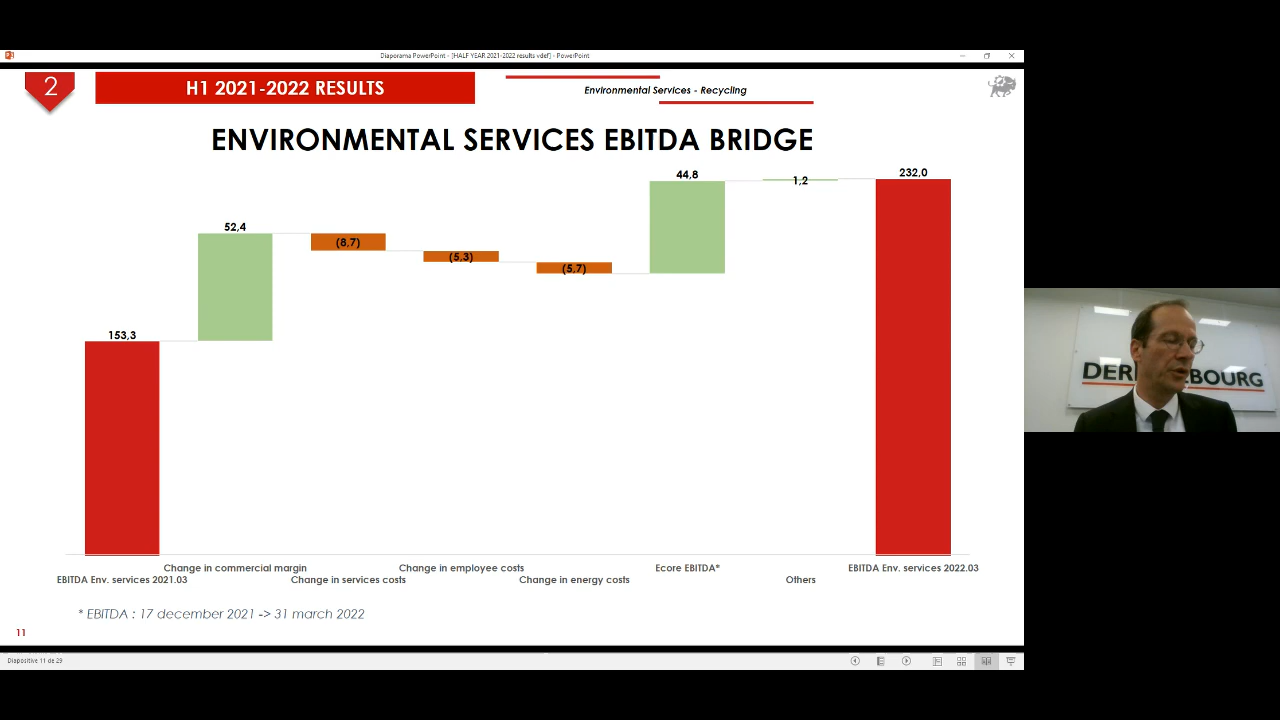 Diaporama PowerPoint - [HALF YEAR 2021-2022 results vdef] - PowerPoint
2
H1 2021-2022 RESULTS
Environmental Services - Recycling
ENVIRONMENTAL SERVICES EBITDA BRIDGE
153,3
52,4
(8,7)
(5,3)
(5,7)
44,8
1,2
232,0
EBITDA Env. services 2021.03
Change in commercial margin
Change in services costs
Change in employee costs
Change in energy costs
Ecore EBITDA*
Others
EBITDA Env. services 2022.03
* EBITDA : 17 december 2021 -> 31 march 2022
11
Diapositive 11 de 29